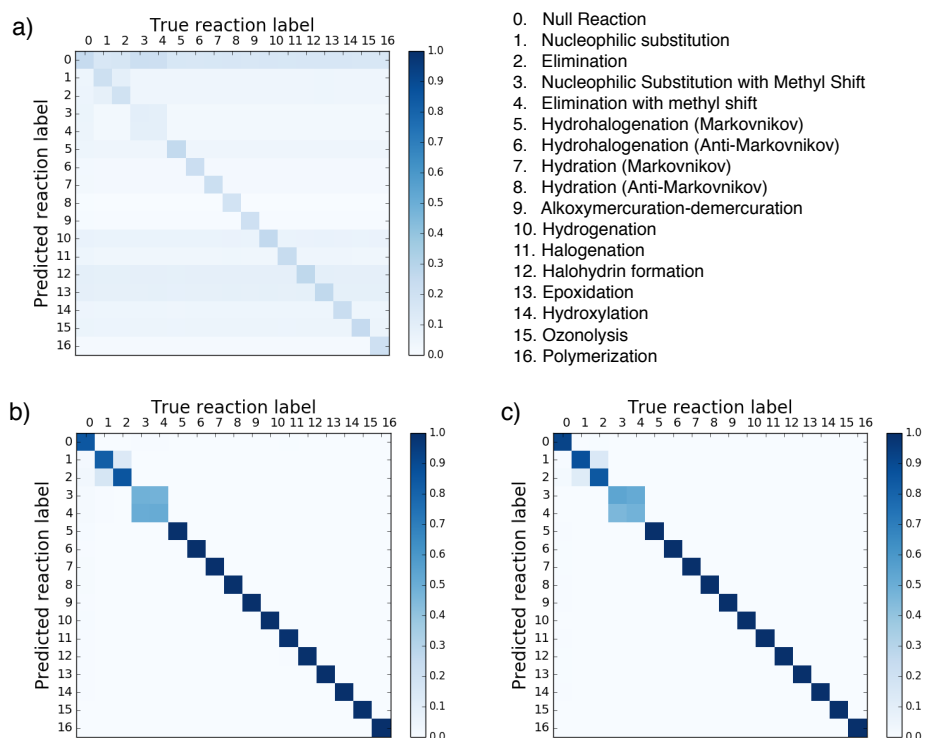 a)
True reaction label
0 1 2 3 4 5 6 7 8 9 10 11 12 13 14 15 16
Predicted reaction label
0
1
2
3
4
5
6
7
8
9
10
11
12
13
14
15
16
1.0
0.9
0.8
0.7
0.6
0.5
0.4
0.3
0.2
0.1
0.0
0. Null Reaction
1. Nucleophilic substitution
2. Elimination
3. Nucleophilic Substitution with Methyl Shift
4. Elimination with methyl shift
5. Hydrohalogenation (Markovnikov)
6. Hydrohalogenation (Anti-Markovnikov)
7. Hydration (Markovnikov)
8. Hydration (Anti-Markovnikov)
9. Alkoxymercuration-demercuration
10. Hydrogenation
11. Halogenation
12. Halohydrin formation
13. Epoxidation
14. Hydroxylation
15. Ozonolysis
16. Polymerization
b)
True reaction label
0 1 2 3 4 5 6 7 8 9 10 11 12 13 14 15 16
Predicted reaction label
0
1
2
3
4
5
6
7
8
9
10
11
12
13
14
15
16
1.0
0.9
0.8
0.7
0.6
0.5
0.4
0.3
0.2
0.1
0.0
c)
True reaction label
0 1 2 3 4 5 6 7 8 9 10 11 12 13 14 15 16
Predicted reaction label
0
1
2
3
4
5
6
7
8
9
10
11
12
13
14
15
16
1.0
0.9
0.8
0.7
0.6
0.5
0.4
0.3
0.2
0.1
0.0